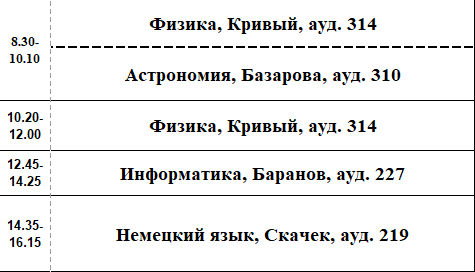 8.30-
10.10
Физика, Кривый, ауд. 314
Астрономия, Базарова, ауд. 310
10.20-
12.00
Физика, Кривый, ауд. 314
12.45-
14.25
Информатика, Баранов, ауд. 227
14.35-
16.15
Немецкий язык, Скачек, ауд. 219